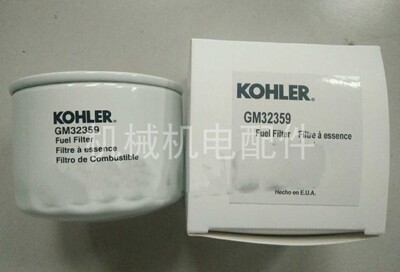 KOHLER®
GM32359
Fuel Filter
Filtre à essence
Filtro de Combustible
KOHLER®
GM32359
Fuel Filter Filtre à essence
Hecho en E.U.A.
机械机电配件